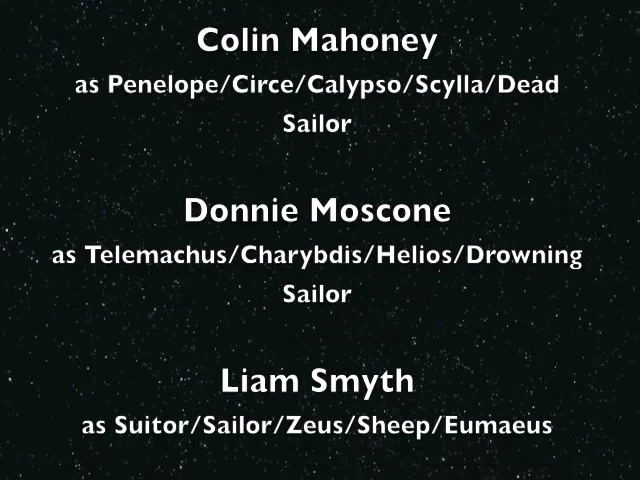 Colin Mahoney
as Penelope/Circe/Calypso/Scylla/Dead
Sailor
Donnie Moscone
as Telemachus/Charybdis/Helios/Drowning
Sailor
Liam Smyth
as Suitor/Sailor/Zeus/Sheep/Eumaeus